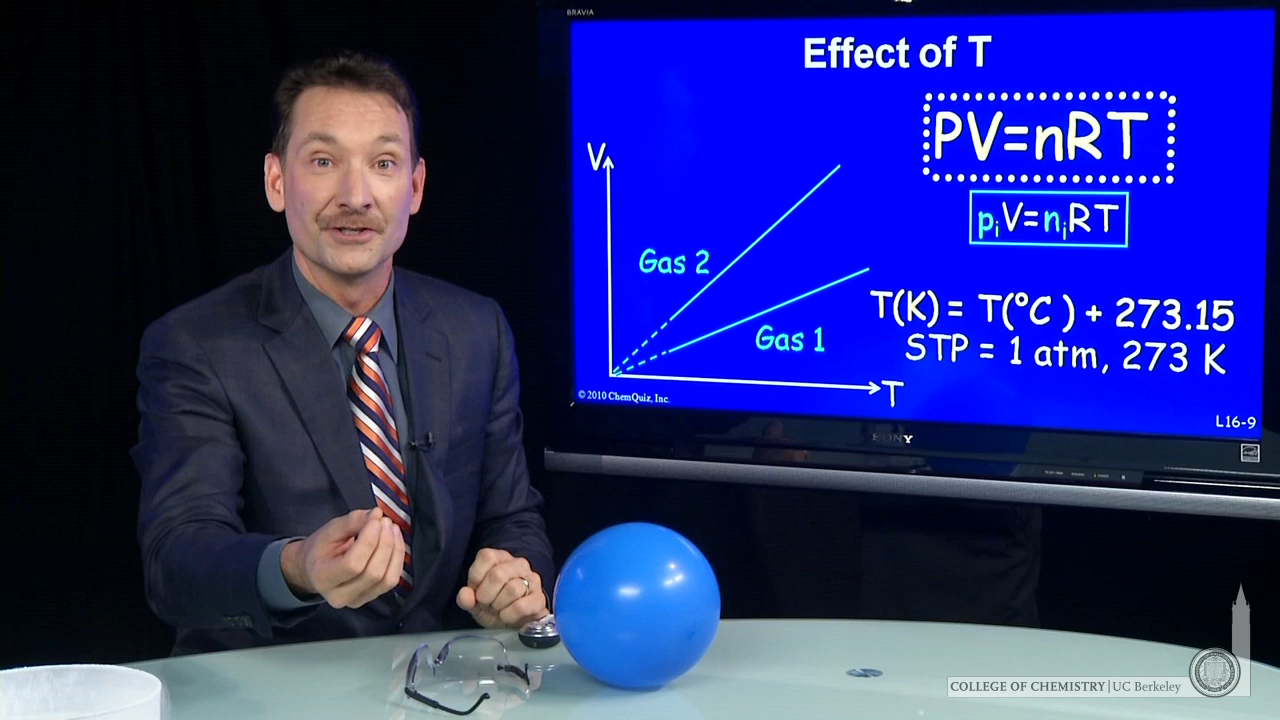 BRAVIA
Effect of T
PV=nRT
pᵢV=nᵢRT
V
Gas 2
Gas 1
T(K) = T(°C) + 273.15
STP = 1 atm, 273 K
T
© 2010 ChemQuiz, Inc.
L16-9
SONY
COLLEGE OF CHEMISTRY | UC Berkeley